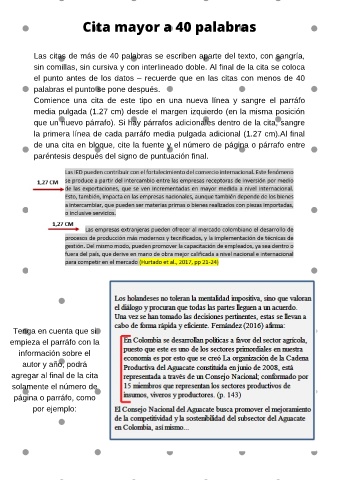 Cita mayor a 40 palabras
Las citas de más de 40 palabras se escriben aparte del texto, con sangría,
sin comillas, sin cursiva y con interlineado doble. Al final de la cita se coloca
el punto antes de los datos – recuerde que en las citas con menos de 40
palabras el punto se pone después.
Comience una cita de este tipo en una nueva línea y sangre el párrafo
media pulgada (1.27 cm) desde el margen izquierdo (en la misma posición
que un nuevo párrafo). Si hay párrafos adicionales dentro de la cita, sangre
la primera línea de cada párrafo media pulgada adicional (1.27 cm).Al final
de una cita en bloque, cite la fuente y el número de página o párrafo entre
paréntesis después del signo de puntuación final.
Las IED pueden contribuir con el fortalecimiento del comercio internacional. Este fenómeno
se produce a partir del intercambio entre las empresas receptoras de inversión por medio
1,27 CM
de las exportaciones, que se ven incrementadas en mayor medida a nivel internacional.
Esto, también, impacta en las empresas nacionales, aunque también depende de los bienes
a intercambiar, que pueden ser materias primas o bienes realizados con piezas importadas,
o inclusive servicios.
1,27 CM
Las empresas extranjeras pueden ofrecer al mercado colombiano el desarrollo de
procesos de producción más modernos y tecnificados, y la implementación de técnicas de
gestión. Del mismo modo, pueden proveer la capacitación de empleados, ya sea dentro o
fuera del país, que derive en mano de obra mejor calificada a nivel nacional e internacional
para competir en el mercado (Hurtado et al., 2017, pp 21-24)
Los holandeses no toleran la mentalidad impositiva, sino que valoran
el diálogo y procuran que todas las partes lleguen a un acuerdo.
Una vez se han tomado las decisiones pertinentes, estas se llevan a
cabo de forma rápida y eficiente. Fernández (2016) afirma:
En Colombia se desarrollan políticas a favor del sector agrícola,
puesto que este es uno de los sectores primordiales en nuestra
economía es por esto que se creó La organización de la Cadena
Productiva del Aguacate constituida en junio de 2008, está
representada a través de un Consejo Nacional; conformado por
15 miembros que representan los sectores productivos de
insumos, viveros y productores. (p. 143)
El Consejo Nacional del Aguacate busca promover el mejoramiento
de la competitividad y la sostenibilidad del subsector del Aguacate
en Colombia, así mismo...
Tenga en cuenta que si
empieza el parráfo con la
información sobre el
autor y año, podrá
agregar al final de la cita
solamente el número de
página o párrafo, como
por ejemplo: